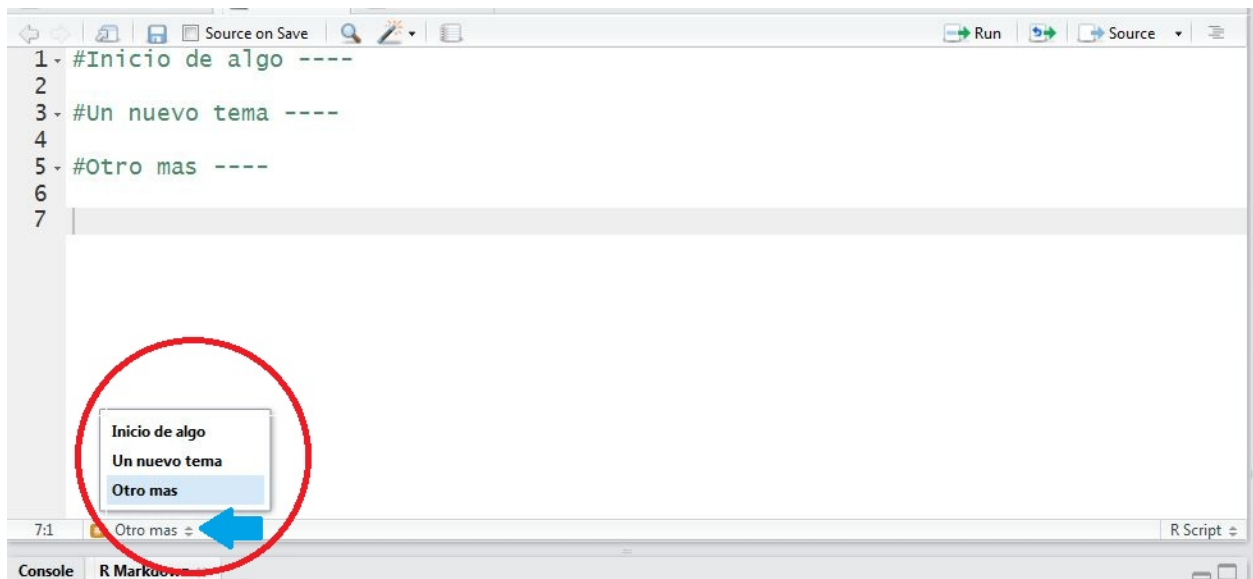 Source on Save
Run
Source
1 #Inicio de algo ----
2
3 #Un nuevo tema ----
4
5 #Otro mas ----
6
7
Inicio de algo
Un nuevo tema
Otro mas
7:1 Otro mas R Script
Console R Markdown